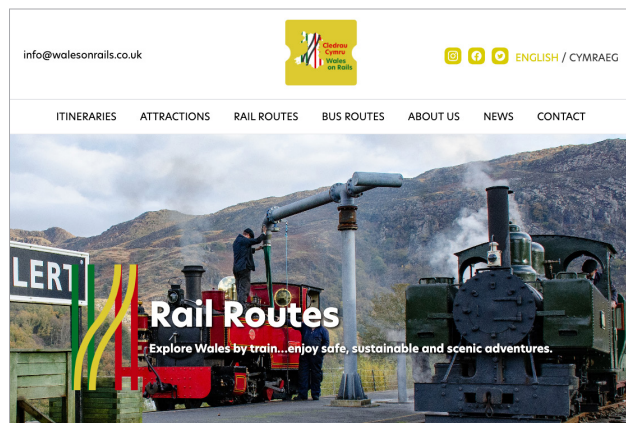 info@walesonrails.co.uk
Cledrau
Cymru
Wales
on Rails
ENGLISH / CYMRAEG
ITINERARIES ATTRACTIONS RAIL ROUTES BUS ROUTES ABOUT US NEWS CONTACT
LERT
Rail Routes
Explore Wales by train...enjoy safe, sustainable and scenic adventures.